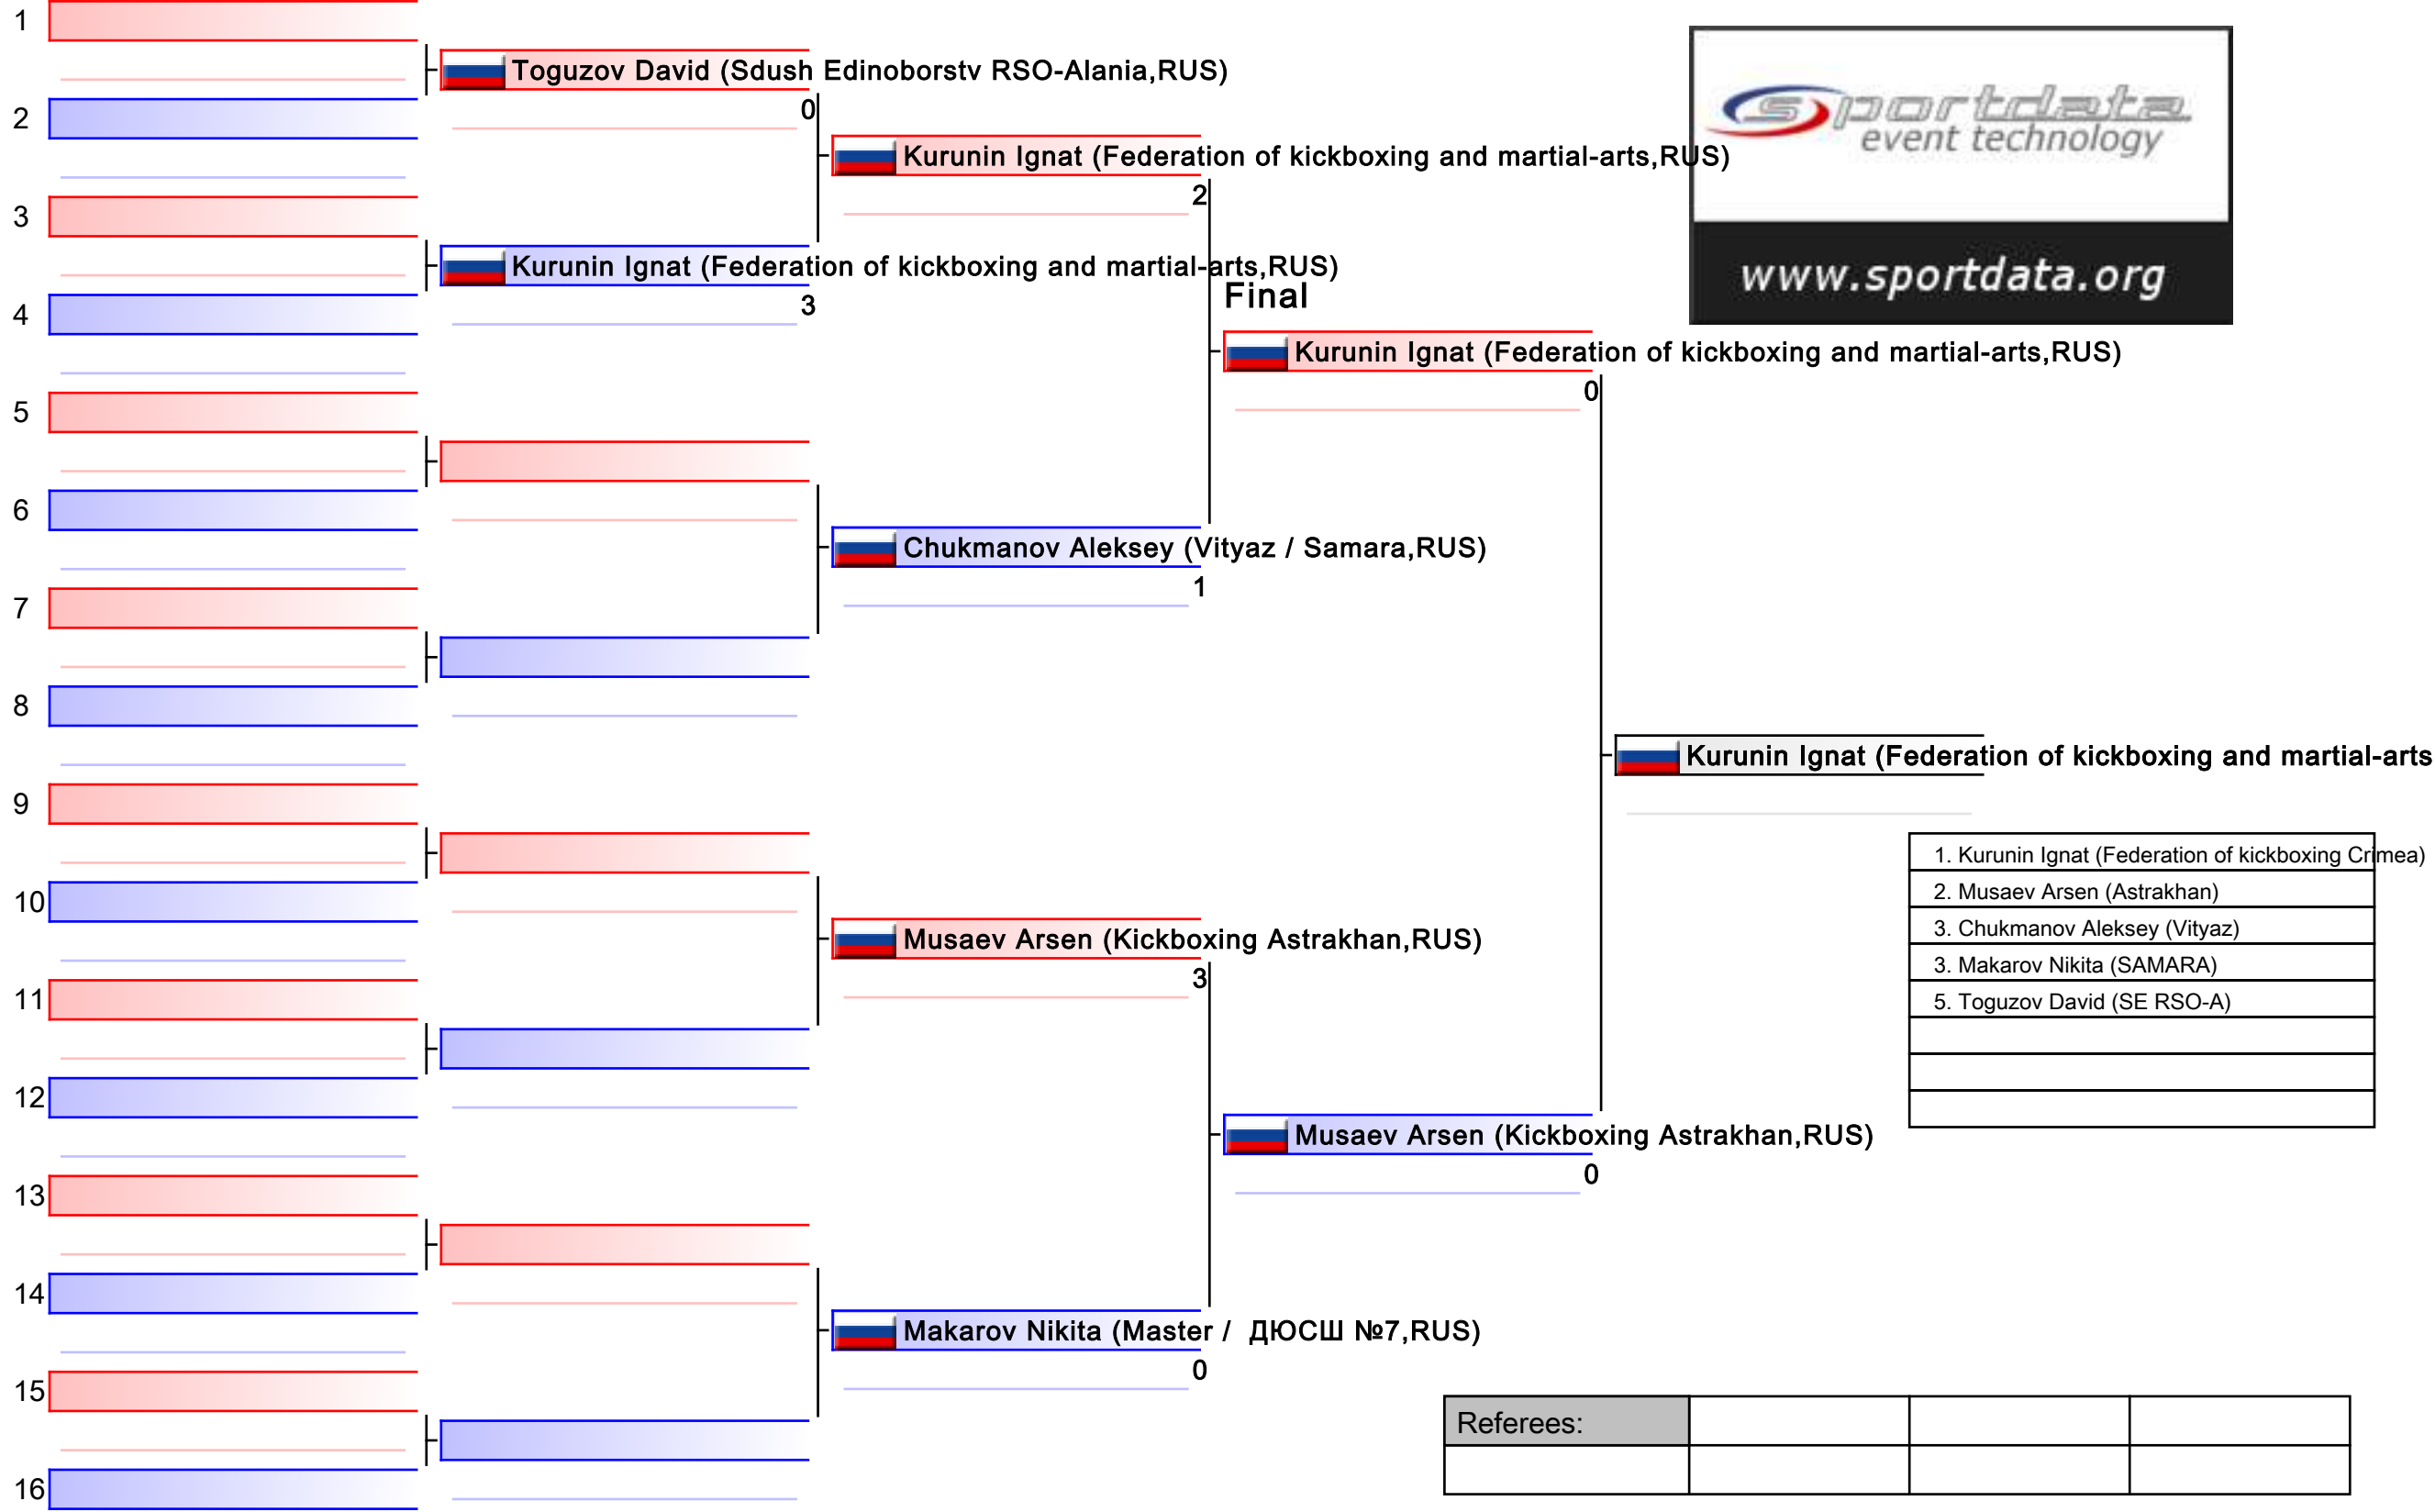 1
Toguzov David (Sdush Edinoborstv RSO-Alania,RUS)
0
2
Kurunin Ignat (Federation of kickboxing and martial-arts,RUS)
2
3
Kurunin Ignat (Federation of kickboxing and martial-arts,RUS)
3
4
sportdata
event technology
www.sportdata.org
Final
Kurunin Ignat (Federation of kickboxing and martial-arts,RUS)
0
5
6
Chukmanov Aleksey (Vityaz / Samara,RUS)
1
7
8
Kurunin Ignat (Federation of kickboxing and martial-arts
9
1. Kurunin Ignat (Federation of kickboxing Crimea)
2. Musaev Arsen (Astrakhan)
3. Chukmanov Aleksey (Vityaz)
3. Makarov Nikita (SAMARA)
5. Toguzov David (SE RSO-A)
10
Musaev Arsen (Kickboxing Astrakhan,RUS)
3
11
12
Musaev Arsen (Kickboxing Astrakhan,RUS)
0
13
14
Makarov Nikita (Master /  ДЮСШ №7,RUS)
0
15
16
Referees: